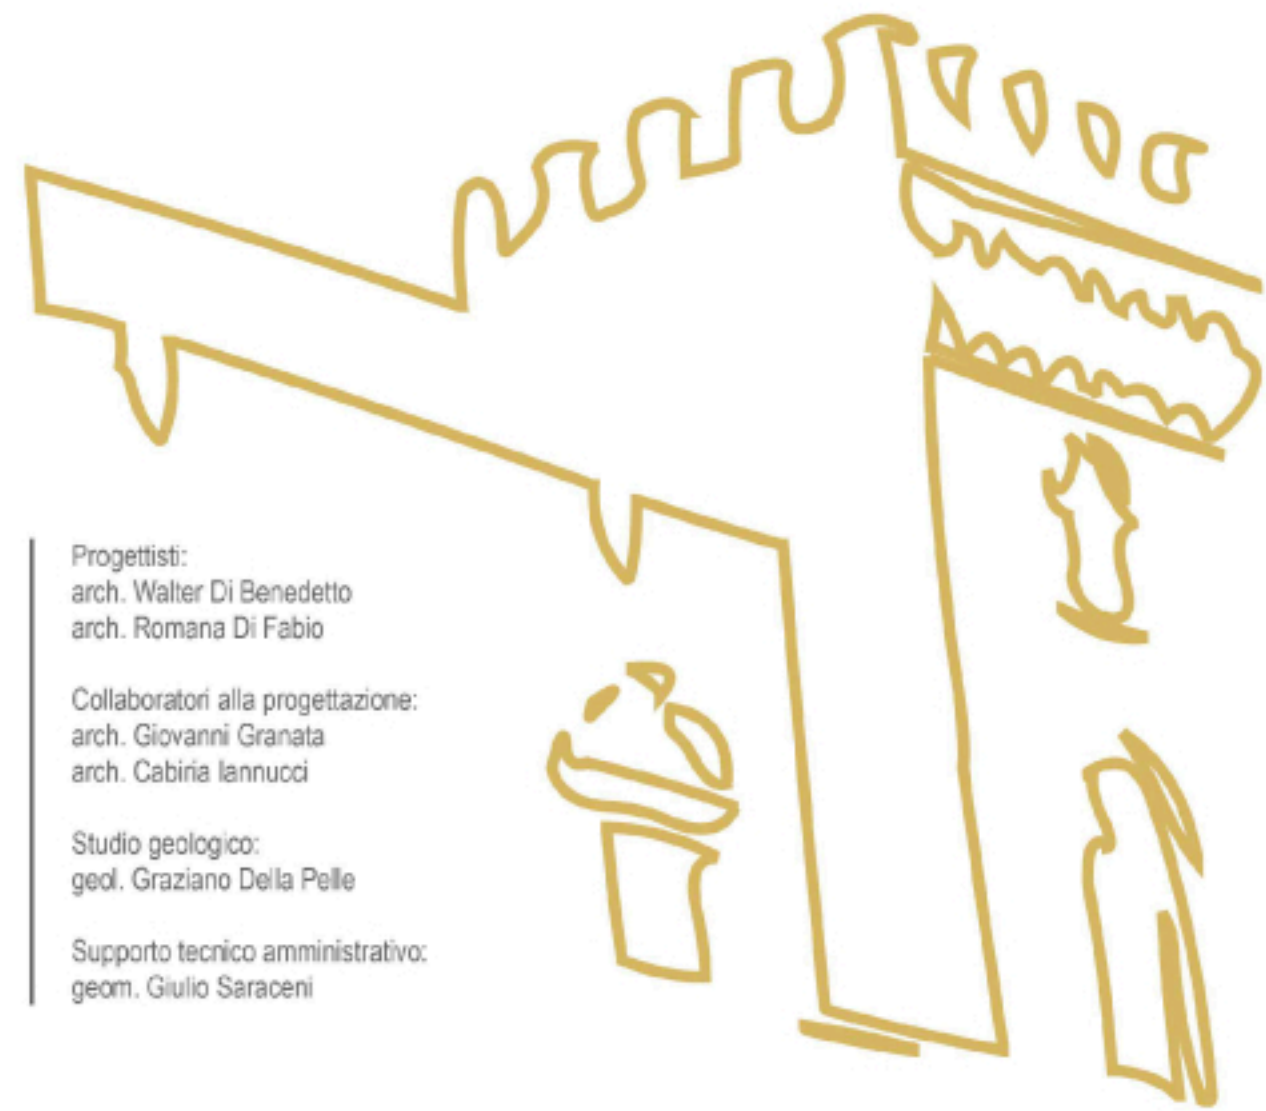 Progettisti:
arch. Walter Di Benedetto
arch. Romana Di Fabio
Collaboratori alla progettazione:
arch. Giovanni Granata
arch. Cabiria Iannucci
Studio geologico:
geol. Graziano Della Pelle
Supporto tecnico amministrativo:
geom. Giulio Saraceni